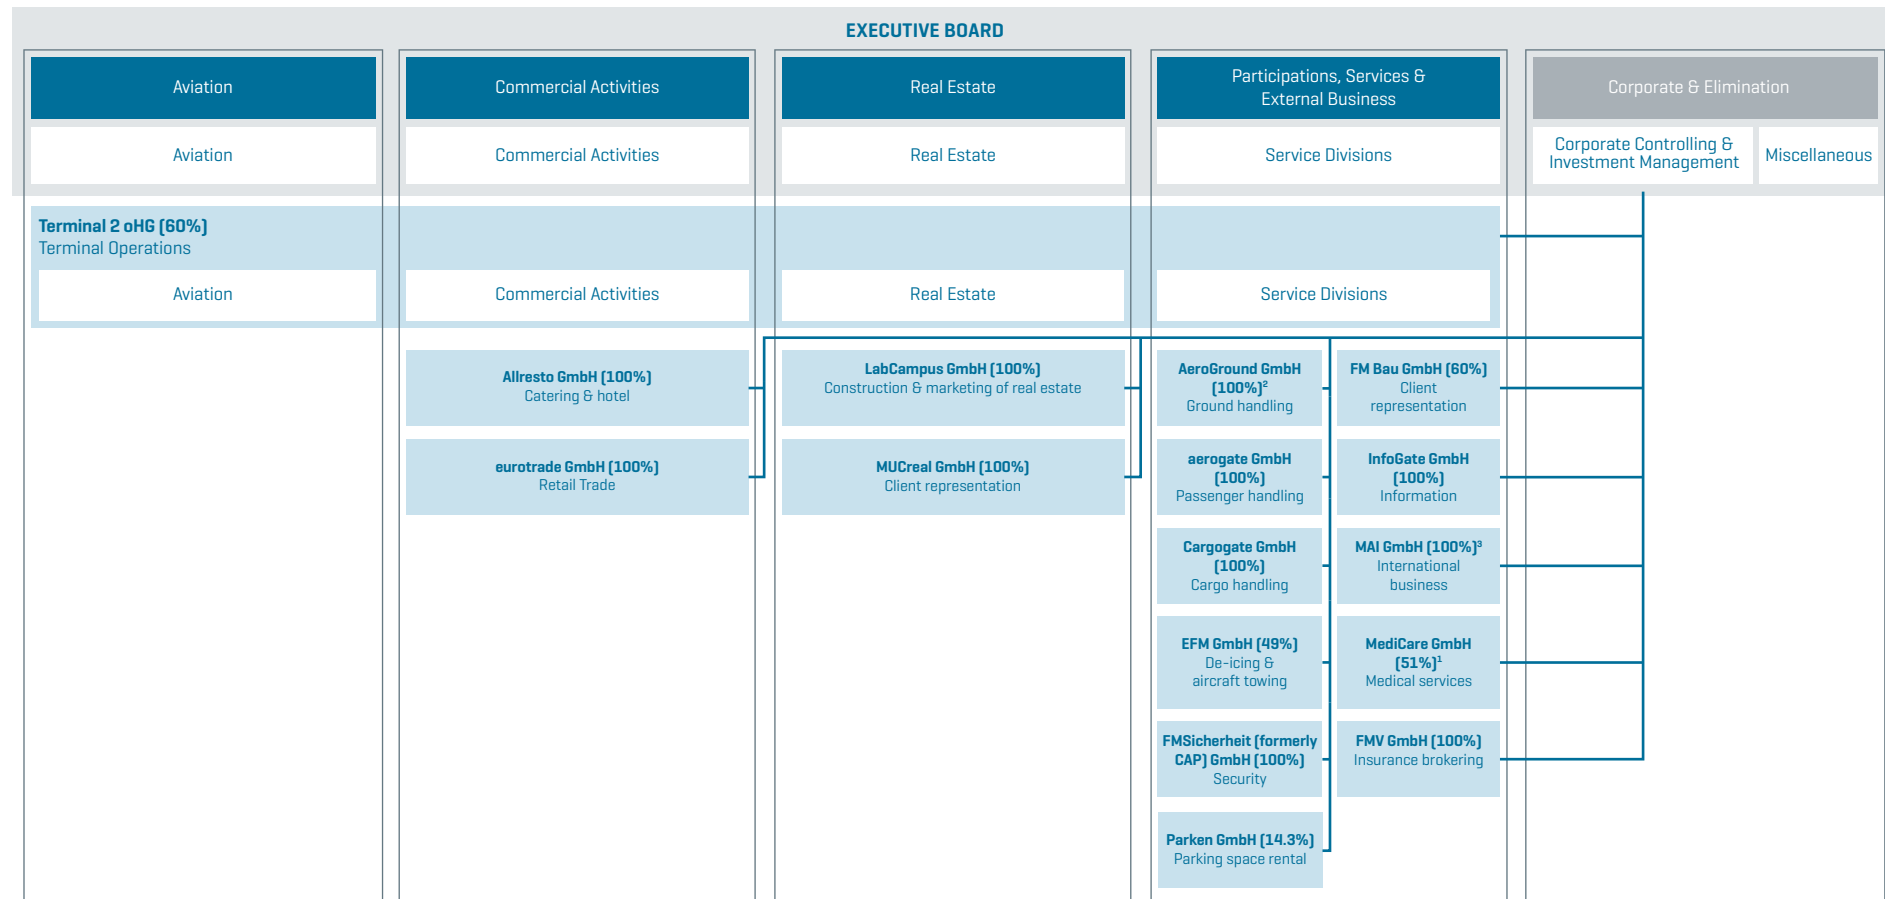 EXECUTIVE BOARD
Aviation
Commercial Activities
Real Estate
Participations, Services &
External Business
Corporate & Elimination
Aviation
Commercial Activities
Real Estate
Service Divisions
Corporate Controlling &
Investment Management
Miscellaneous
Terminal 2 oHG (60%)
Terminal Operations
Aviation
Commercial Activities
Real Estate
Service Divisions
Allresto GmbH (100%)
Catering & hotel
eurotrade GmbH (100%)
Retail Trade
LabCampus GmbH (100%)
Construction & marketing of real estate
MUCreal GmbH (100%)
Client representation
AeroGround GmbH
(100%)²
Ground handling
FM Bau GmbH (60%)
Client
representation
aerogate GmbH
(100%)
Passenger handling
InfoGate GmbH
(100%)
Information
Cargogate GmbH
(100%)
Cargo handling
MAI GmbH (100%)³
International
business
EFM GmbH (49%)
De-icing &
aircraft towing
MediCare GmbH
(51%)¹
Medical services
FMSicherheit (formerly
CAP) GmbH (100%)
Security
FMV GmbH (100%)
Insurance brokering
Parken GmbH (14.3%)
Parking space rental